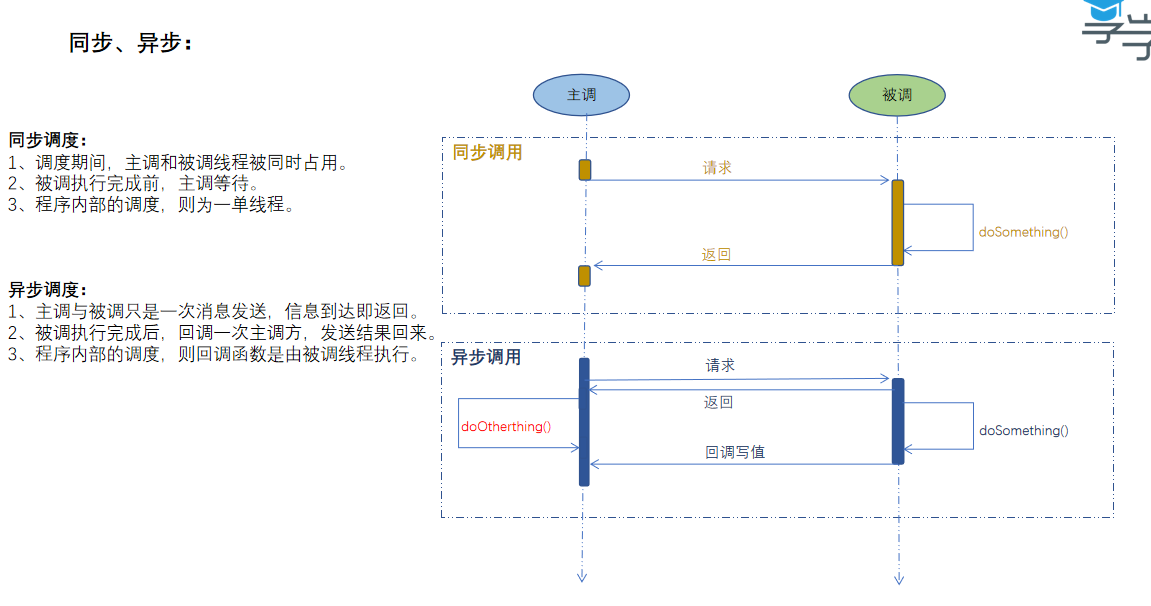 同步、异步：
同步调度：
1、调度期间，主调和被调线程被同时占用。
2、被调执行完成前，主调等待。
3、程序内部的调度，则为一单线程。
异步调度：
1、主调与被调只是一次消息发送，信息到达即返回。
2、被调执行完成后，回调一次主调方，发送结果回来。
3、程序内部的调度，则回调函数是由被调线程执行。
主调
被调
同步调用
请求
doSomething()
返回
异步调用
请求
返回
doOtherthing()
doSomething()
回调写值